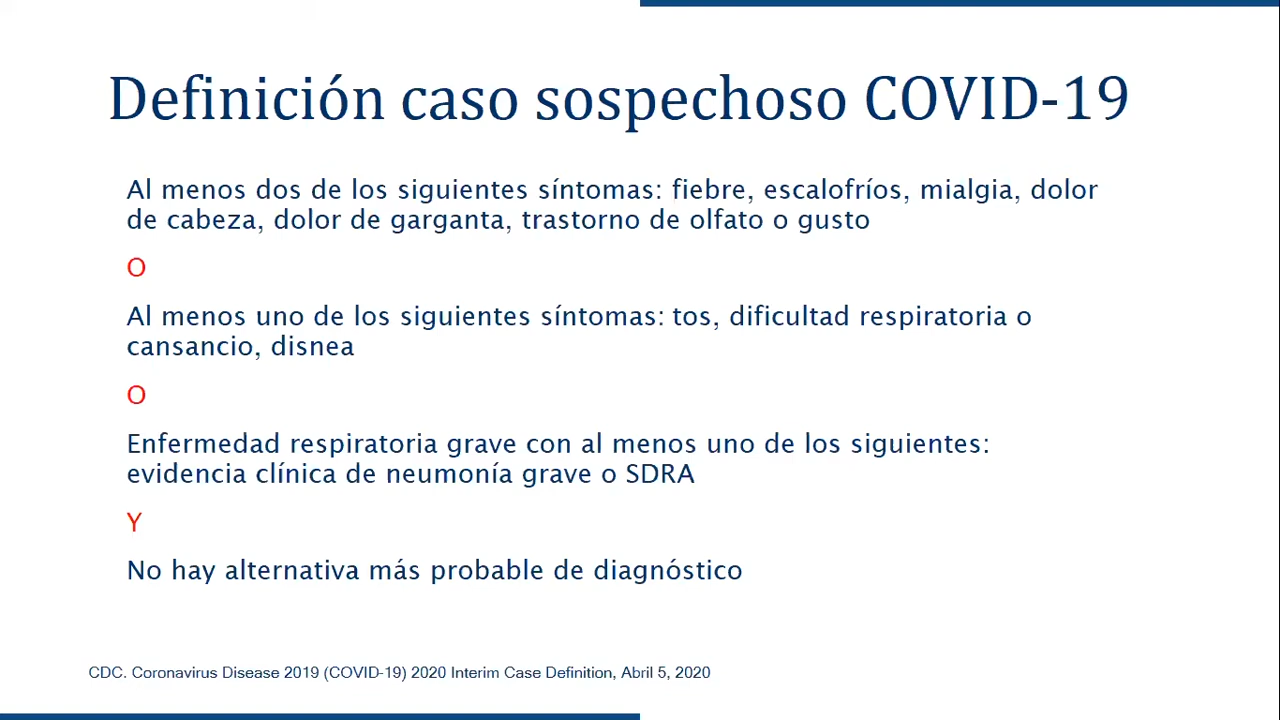 Definición caso sospechoso COVID-19
Al menos dos de los siguientes síntomas: fiebre, escalofríos, mialgia, dolor
de cabeza, dolor de garganta, trastorno de olfato o gusto
O
Al menos uno de los siguientes síntomas: tos, dificultad respiratoria o
cansancio, disnea
O
Enfermedad respiratoria grave con al menos uno de los siguientes:
evidencia clínica de neumonía grave o SDRA
Y
No hay alternativa más probable de diagnóstico
CDC. Coronavirus Disease 2019 (COVID-19) 2020 Interim Case Definition, Abril 5, 2020